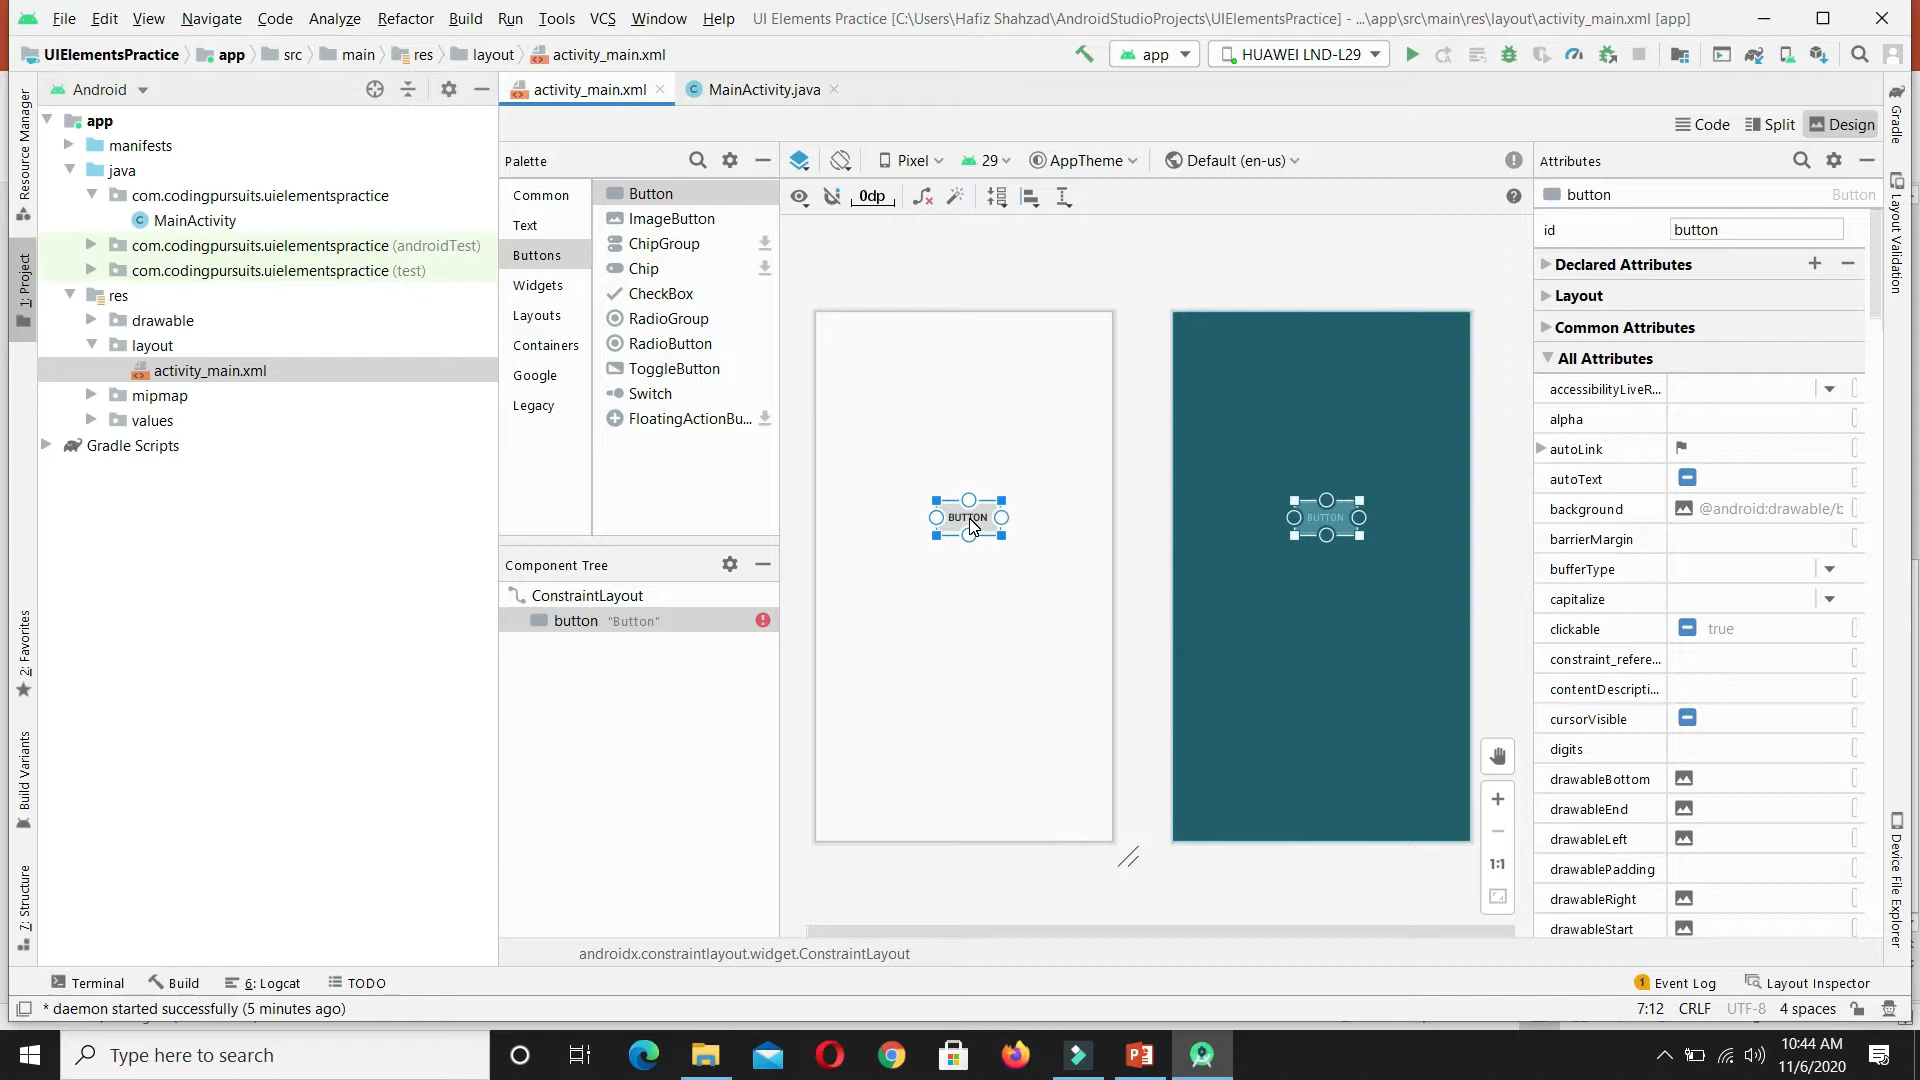 File Edit View Navigate Code Analyze Refactor Build Run Tools VCS Window Help UI Elements Practice [C:\Users\Hafiz Shahzad\AndroidStudioProjects\UIElementsPractice] - ...\app\src\main\res\layout\activity_main.xml [app]
UIElementsPractice app src main res layout activity_main.xml app HUAWEI LND-L29
Android
activity_main.xml MainActivity.java
Code Split Design
Resource Manager
1: Project
2: Favorites
Build Variants
7: Structure
app
manifests
java
com.codingpursuits.uielementspractice
MainActivity
com.codingpursuits.uielementspractice (androidTest)
com.codingpursuits.uielementspractice (test)
res
drawable
layout
activity_main.xml
mipmap
values
Gradle Scripts
Palette
Common
Text
Buttons
Widgets
Layouts
Containers
Google
Legacy
Button
ImageButton
ChipGroup
Chip
CheckBox
RadioGroup
RadioButton
ToggleButton
Switch
FloatingActionBu...
Component Tree
ConstraintLayout
button "Button"
Pixel 29 AppTheme Default (en-us)
0dp
BUTTON
BUTTON
1:1
androidx.constraintlayout.widget.ConstraintLayout
Attributes
button Button
id button
Declared Attributes
Layout
Common Attributes
All Attributes
accessibilityLiveR...
alpha
autoLink
autoText
background @android:drawable/b
barrierMargin
bufferType
capitalize
clickable true
constraint_refere...
contentDescripti...
cursorVisible
digits
drawableBottom
drawableEnd
drawableLeft
drawablePadding
drawableRight
drawableStart
Gradle
Layout Validation
Device File Explorer
Terminal Build 6: Logcat TODO 1 Event Log Layout Inspector
* daemon started successfully (5 minutes ago) 7:12 CRLF UTF-8 4 spaces
Type here to search
10:44 AM
11/6/2020